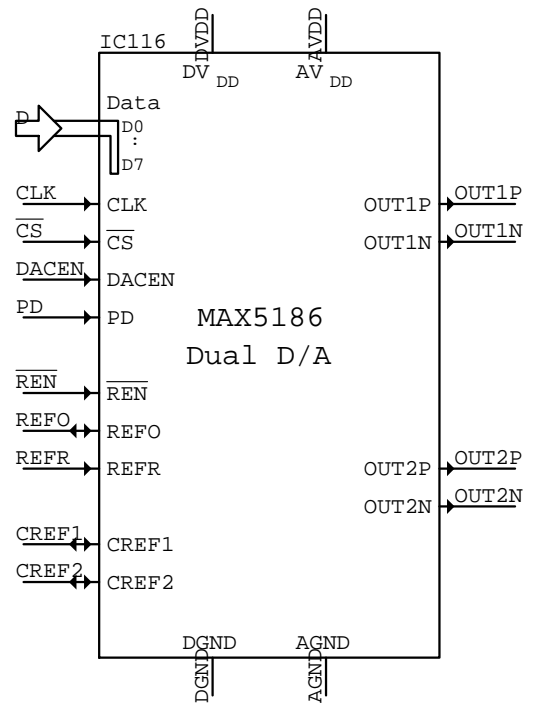 DVDD
AVDD
IC116
DV DD
AV DD
Data
D
D0
:
D7
CLK
CLK
OUT1P
OUT1P
CS
CS
OUT1N
OUT1N
DACEN
DACEN
PD
PD
MAX5186
Dual D/A
REN
REN
REFO
REFO
REFR
REFR
OUT2P
OUT2P
OUT2N
OUT2N
CREF1
CREF1
CREF2
CREF2
DGND
AGND
DGND
AGND